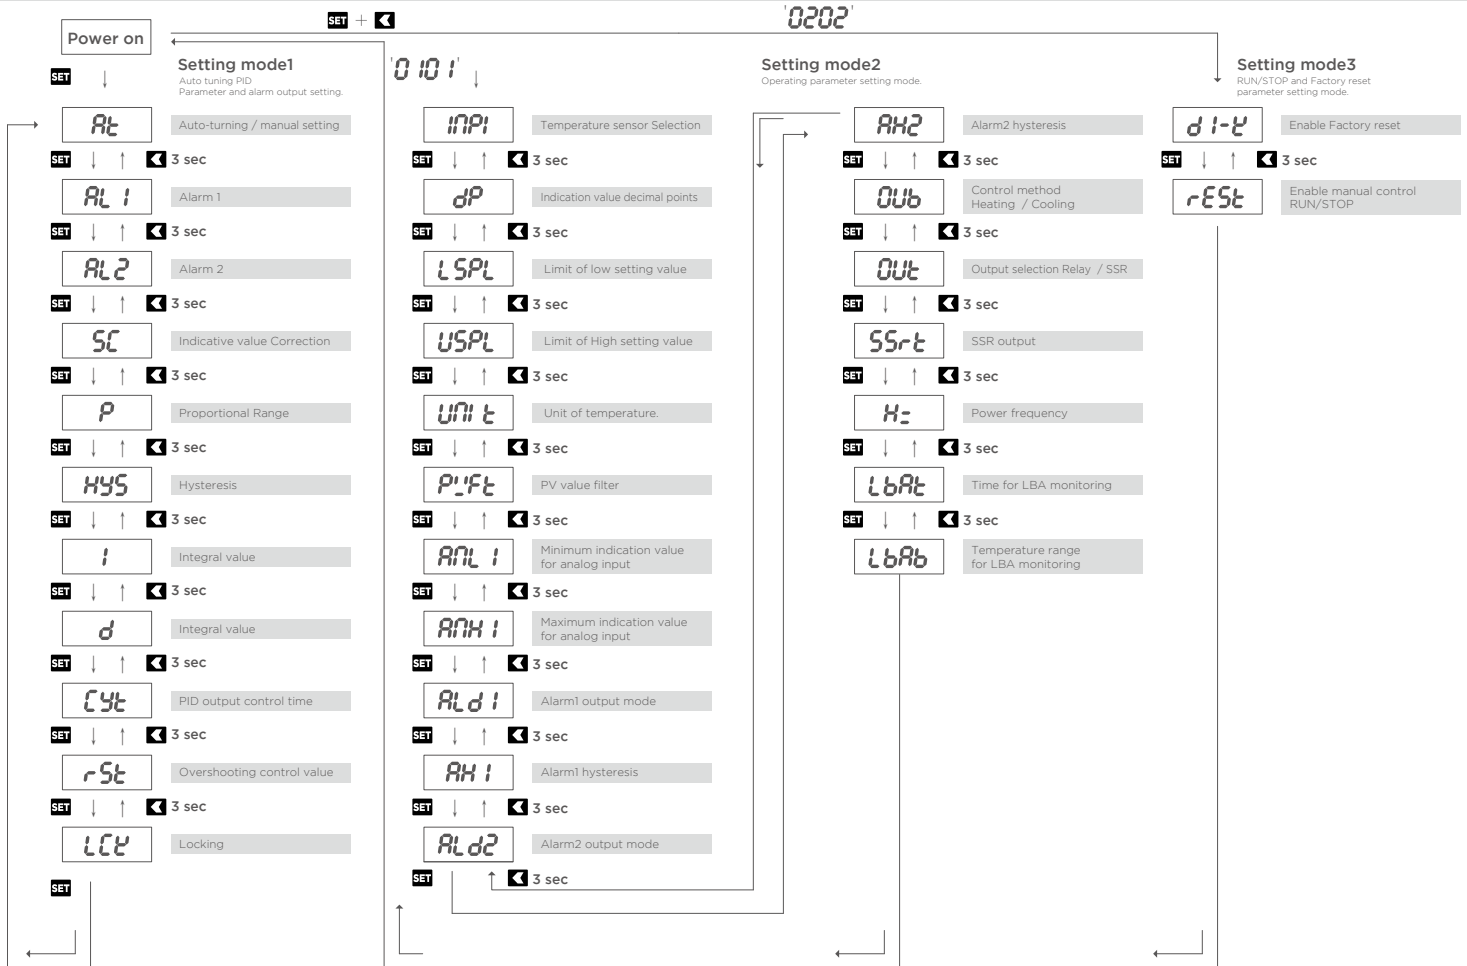 SET + '0202'
Power on
SET
Setting mode1
Auto tuning PID
Parameter and alarm output setting.
At
Auto-turning / manual setting
SET 3 sec
AL1
Alarm 1
SET 3 sec
AL2
Alarm 2
SET 3 sec
SC
Indicative value Correction
SET 3 sec
P
Proportional Range
SET 3 sec
HYS
Hysteresis
SET 3 sec
I
Integral value
SET 3 sec
d
Integral value
SET 3 sec
CYt
PID output control time
SET 3 sec
rSt
Overshooting control value
SET 3 sec
LCK
Locking
SET
'0101'
Setting mode2
Operating parameter setting mode.
INP1
Temperature sensor Selection
SET 3 sec
dP
Indication value decimal points
SET 3 sec
LSPL
Limit of low setting value
SET 3 sec
USPL
Limit of High setting value
SET 3 sec
UNIt
Unit of temperature.
SET 3 sec
PVFt
PV value filter
SET 3 sec
ANL1
Minimum indication value
for analog input
SET 3 sec
ANH1
Maximum indication value
for analog input
SET 3 sec
ALd1
Alarm1 output mode
SET 3 sec
AH1
Alarm1 hysteresis
SET 3 sec
ALd2
Alarm2 output mode
SET 3 sec
AH2
Alarm2 hysteresis
SET 3 sec
OUb
Control method
Heating / Cooling
SET 3 sec
OUt
Output selection Relay / SSR
SET 3 sec
SSrt
SSR output
SET 3 sec
Hz
Power frequency
SET 3 sec
LbAt
Time for LBA monitoring
SET 3 sec
LbAb
Temperature range
for LBA monitoring
Setting mode3
RUN/STOP and Factory reset
parameter setting mode.
dI-K
Enable Factory reset
SET 3 sec
rESt
Enable manual control
RUN/STOP